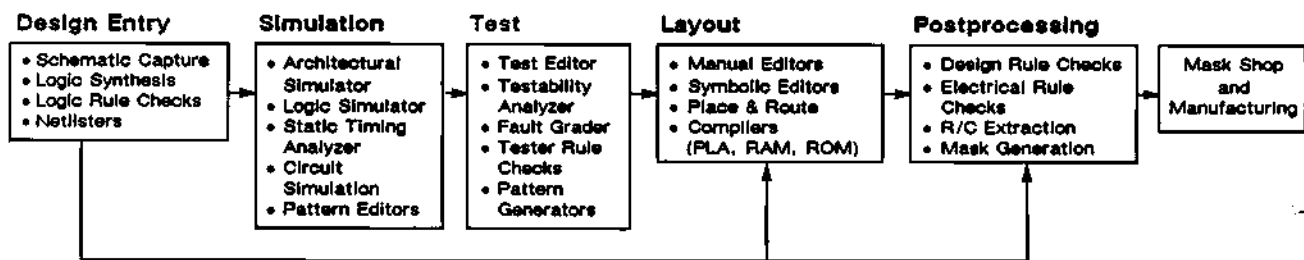 Design Entry
• Schematic Capture
• Logic Synthesis
• Logic Rule Checks
• Netlisters
Simulation
• Architectural
Simulator
• Logic Simulator
• Static Timing
Analyzer
• Circuit
Simulation
• Pattern Editors
Test
• Test Editor
• Testability
Analyzer
• Fault Grader
• Tester Rule
Checks
• Pattern
Generators
Layout
• Manual Editors
• Symbolic Editors
• Place & Route
• Compilers
(PLA, RAM, ROM)
Postprocessing
• Design Rule Checks
• Electrical Rule
Checks
• R/C Extraction
• Mask Generation
Mask Shop
and
Manufacturing